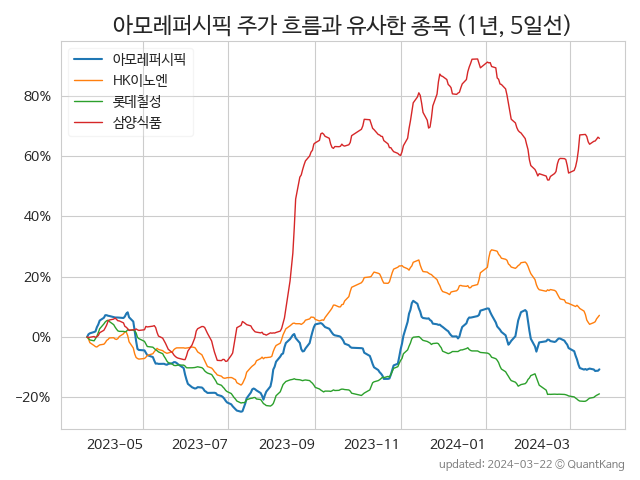 아모레퍼시픽 주가 흐름과 유사한 종목 (1년, 5일선)
아모레퍼시픽
HK이노엔
롯데칠성
삼양식품
80%
60%
40%
20%
0%
−20%
2023-05 2023-07 2023-09 2023-11 2024-01 2024-03
updated: 2024-03-22 © QuantKang